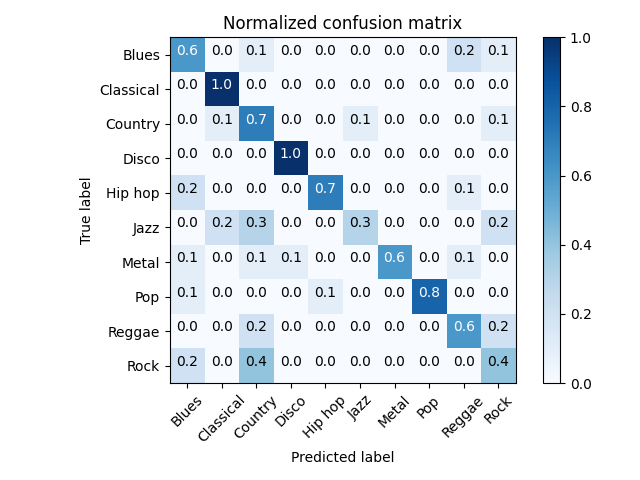 Normalized confusion matrix
Blues 0.6 0.0 0.1 0.0 0.0 0.0 0.0 0.0 0.2 0.1
Classical 0.0 1.0 0.0 0.0 0.0 0.0 0.0 0.0 0.0 0.0
Country 0.0 0.1 0.7 0.0 0.0 0.1 0.0 0.0 0.0 0.1
Disco 0.0 0.0 0.0 1.0 0.0 0.0 0.0 0.0 0.0 0.0
Hip hop 0.2 0.0 0.0 0.0 0.7 0.0 0.0 0.0 0.1 0.0
Jazz 0.0 0.2 0.3 0.0 0.0 0.3 0.0 0.0 0.0 0.2
Metal 0.1 0.0 0.1 0.1 0.0 0.0 0.6 0.0 0.1 0.0
Pop 0.1 0.0 0.0 0.0 0.1 0.0 0.0 0.8 0.0 0.0
Reggae 0.0 0.0 0.2 0.0 0.0 0.0 0.0 0.0 0.6 0.2
Rock 0.2 0.0 0.4 0.0 0.0 0.0 0.0 0.0 0.0 0.4
Blues Classical Country Disco Hip hop Jazz Metal Pop Reggae Rock
Predicted label
True label
1.0
0.8
0.6
0.4
0.2
0.0